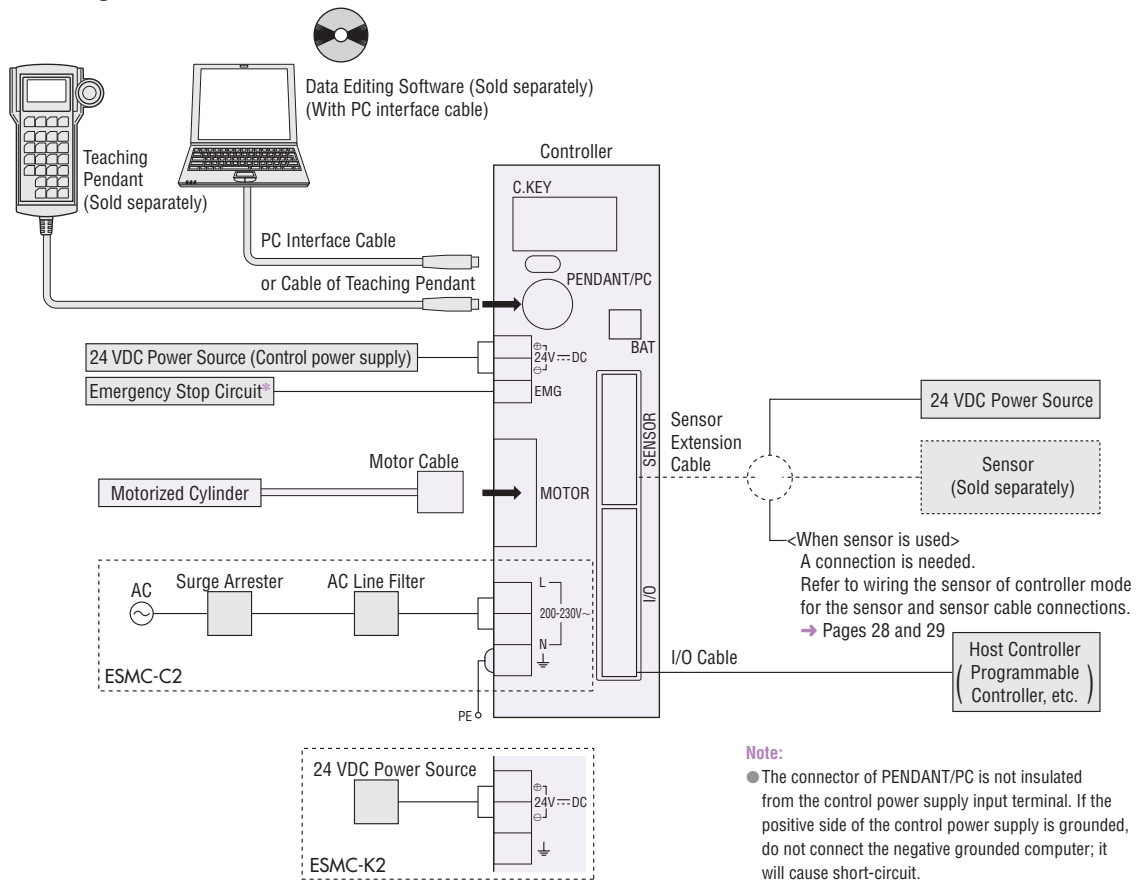 Data Editing Software (Sold separately)
(With PC interface cable)
Teaching
Pendant
(Sold separately)
Controller
C.KEY
PC Interface Cable
or Cable of Teaching Pendant
PENDANT/PC
BAT
24 VDC Power Source (Control power supply)
⊕
24V⎓DC
⊖
Emergency Stop Circuit*
EMG
SENSOR
Sensor
Extension
Cable
24 VDC Power Source
Sensor
(Sold separately)
Motor Cable
Motorized Cylinder
MOTOR
<When sensor is used>
A connection is needed.
Refer to wiring the sensor of controller mode
for the sensor and sensor cable connections.
→ Pages 28 and 29
AC
Surge Arrester
AC Line Filter
L
200-230V~
N
I/O
ESMC-C2
PE
I/O Cable
Host Controller
(Programmable
Controller, etc.)
24 VDC Power Source
⊕
24V⎓DC
⊖
ESMC-K2
Note:
●The connector of PENDANT/PC is not insulated
from the control power supply input terminal. If the
positive side of the control power supply is grounded,
do not connect the negative grounded computer; it
will cause short-circuit.